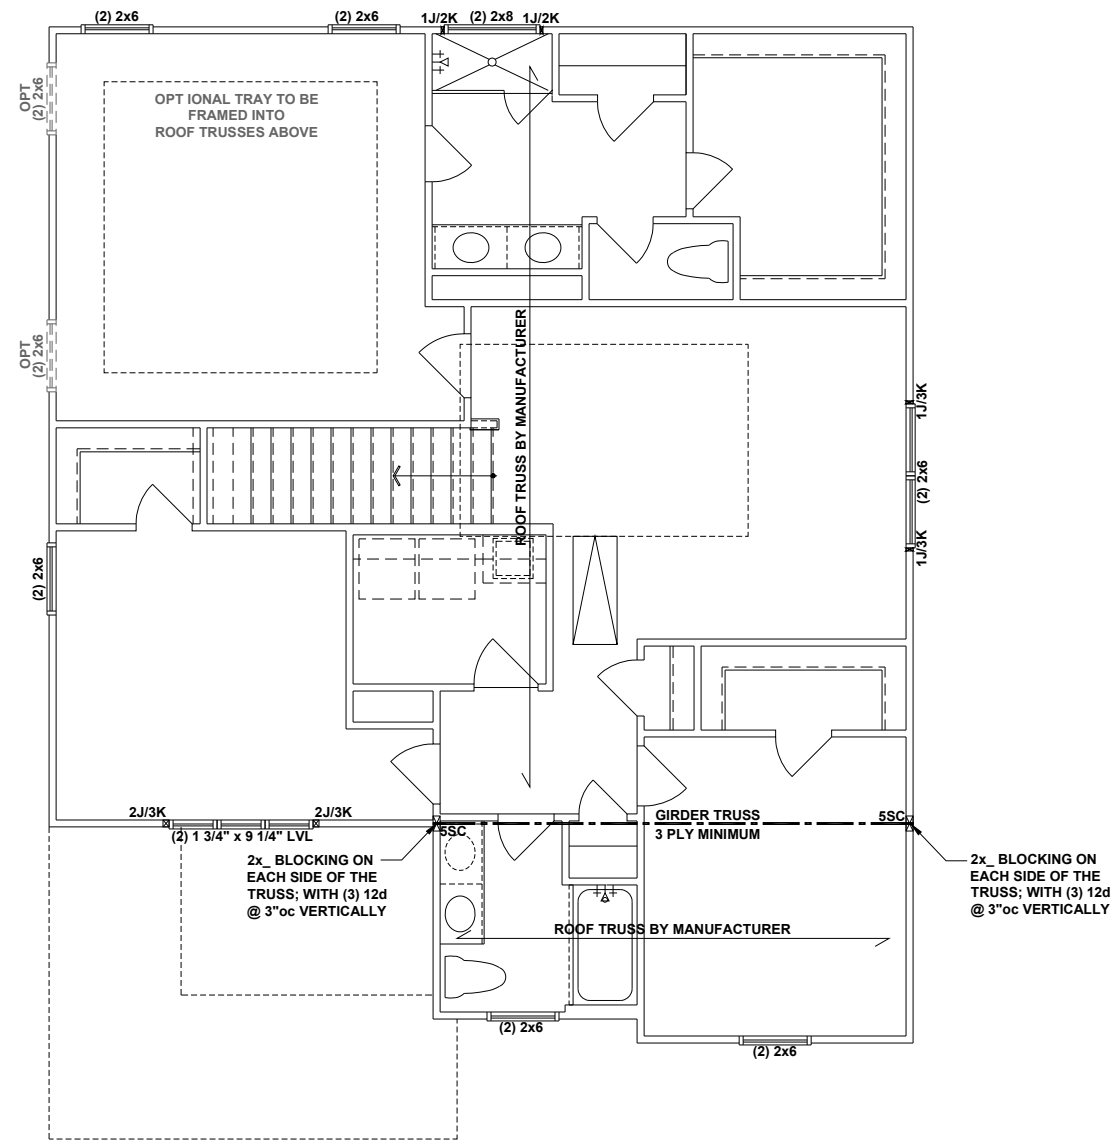 (2) 2x6
(2) 2x6
1J/2K
(2) 2x8
1J/2K
OPT
(2) 2x6
OPT IONAL TRAY TO BE
FRAMED INTO
ROOF TRUSSES ABOVE
OPT
(2) 2x6
ROOF TRUSS BY MANUFACTURER
1J/3K
(2) 2x6
1J/3K
(2) 2x6
2J/3K
2J/3K
(2) 1 3/4" x 9 1/4" LVL
GIRDER TRUSS
3 PLY MINIMUM
5SC
5SC
2x_ BLOCKING ON
EACH SIDE OF THE
TRUSS; WITH (3) 12d
@ 3"oc VERTICALLY
2x_ BLOCKING ON
EACH SIDE OF THE
TRUSS; WITH (3) 12d
@ 3"oc VERTICALLY
ROOF TRUSS BY MANUFACTURER
(2) 2x6
(2) 2x6